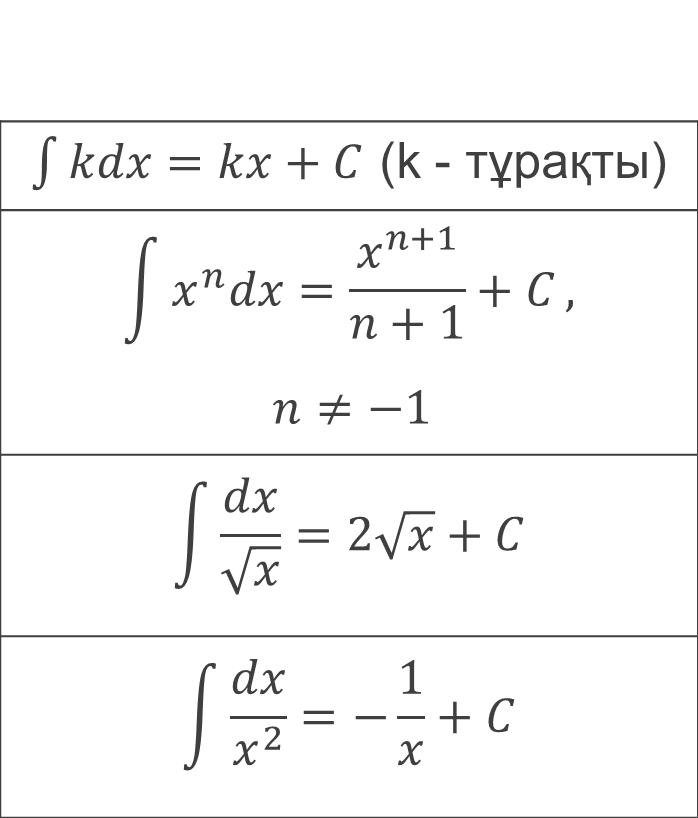 ∫ kdx = kx + C (k - тұрақты)
∫ xⁿdx = xⁿ⁺¹/(n + 1) + C ,
n ≠ −1
∫ dx/√x = 2√x + C
∫ dx/x² = −1/x + C